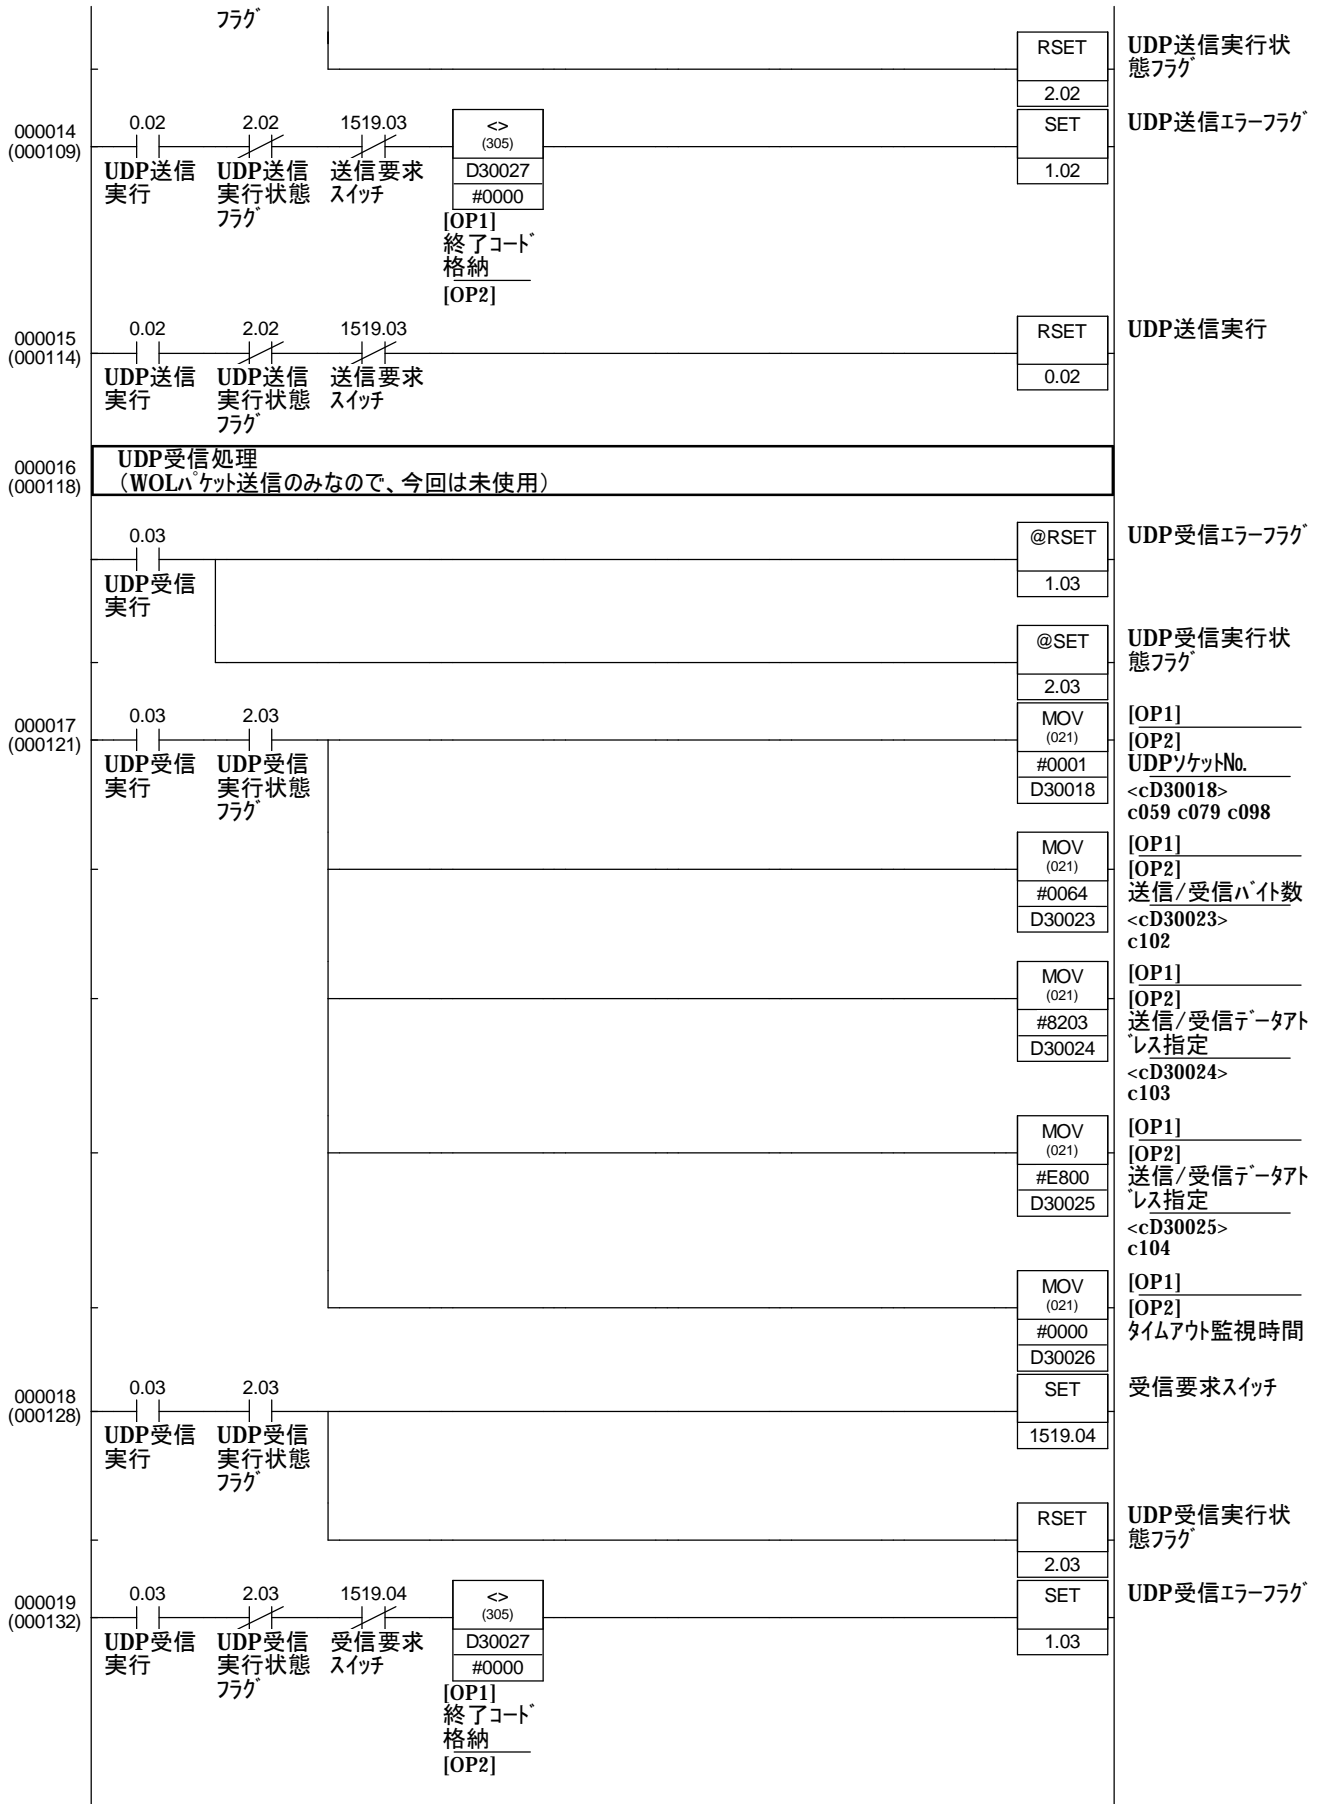 フラグ
RSET
2.02
UDP送信実行状
態フラグ
000014
(000109)
0.02
2.02
1519.03
<>
(305)
D30027
#0000
SET
1.02
UDP送信エラーフラグ
UDP送信
実行
UDP送信
実行状態
フラグ
送信要求
スイッチ
[OP1]
終了コード
格納
[OP2]
000015
(000114)
0.02
2.02
1519.03
RSET
0.02
UDP送信実行
UDP送信
実行
UDP送信
実行状態
フラグ
送信要求
スイッチ
000016
(000118)
UDP受信処理
(WOLパケット送信のみなので、今回は未使用)
0.03
UDP受信
実行
@RSET
1.03
UDP受信エラーフラグ
@SET
2.03
UDP受信実行状
態フラグ
000017
(000121)
0.03
2.03
UDP受信
実行
UDP受信
実行状態
フラグ
MOV
(021)
#0001
D30018
[OP1]
[OP2]
UDPソケットNo.
<cD30018>
c059 c079 c098
MOV
(021)
#0064
D30023
[OP1]
[OP2]
送信/受信バイト数
<cD30023>
c102
MOV
(021)
#8203
D30024
[OP1]
[OP2]
送信/受信データアト
゛レス指定
<cD30024>
c103
MOV
(021)
#E800
D30025
[OP1]
[OP2]
送信/受信データアト
゛レス指定
<cD30025>
c104
MOV
(021)
#0000
D30026
[OP1]
[OP2]
タイムアウト監視時間
000018
(000128)
0.03
2.03
UDP受信
実行
UDP受信
実行状態
フラグ
SET
1519.04
受信要求スイッチ
RSET
2.03
UDP受信実行状
態フラグ
000019
(000132)
0.03
2.03
1519.04
<>
(305)
D30027
#0000
SET
1.03
UDP受信エラーフラグ
UDP受信
実行
UDP受信
実行状態
フラグ
受信要求
スイッチ
[OP1]
終了コード
格納
[OP2]